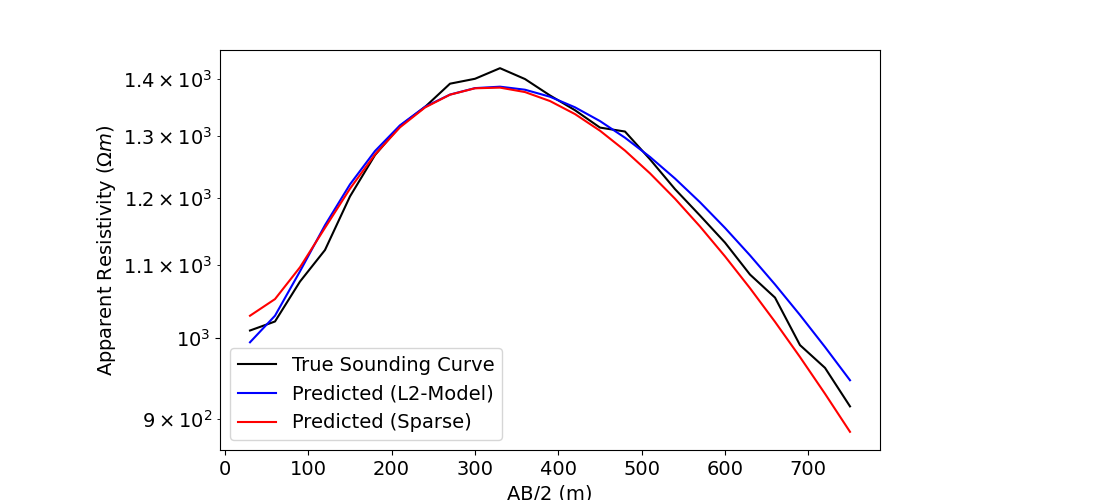 Apparent Resistivity (Ωm)
1.4 × 10³
1.3 × 10³
1.2 × 10³
1.1 × 10³
10³
9 × 10²
True Sounding Curve
Predicted (L2-Model)
Predicted (Sparse)
0 100 200 300 400 500 600 700
AB/2 (m)